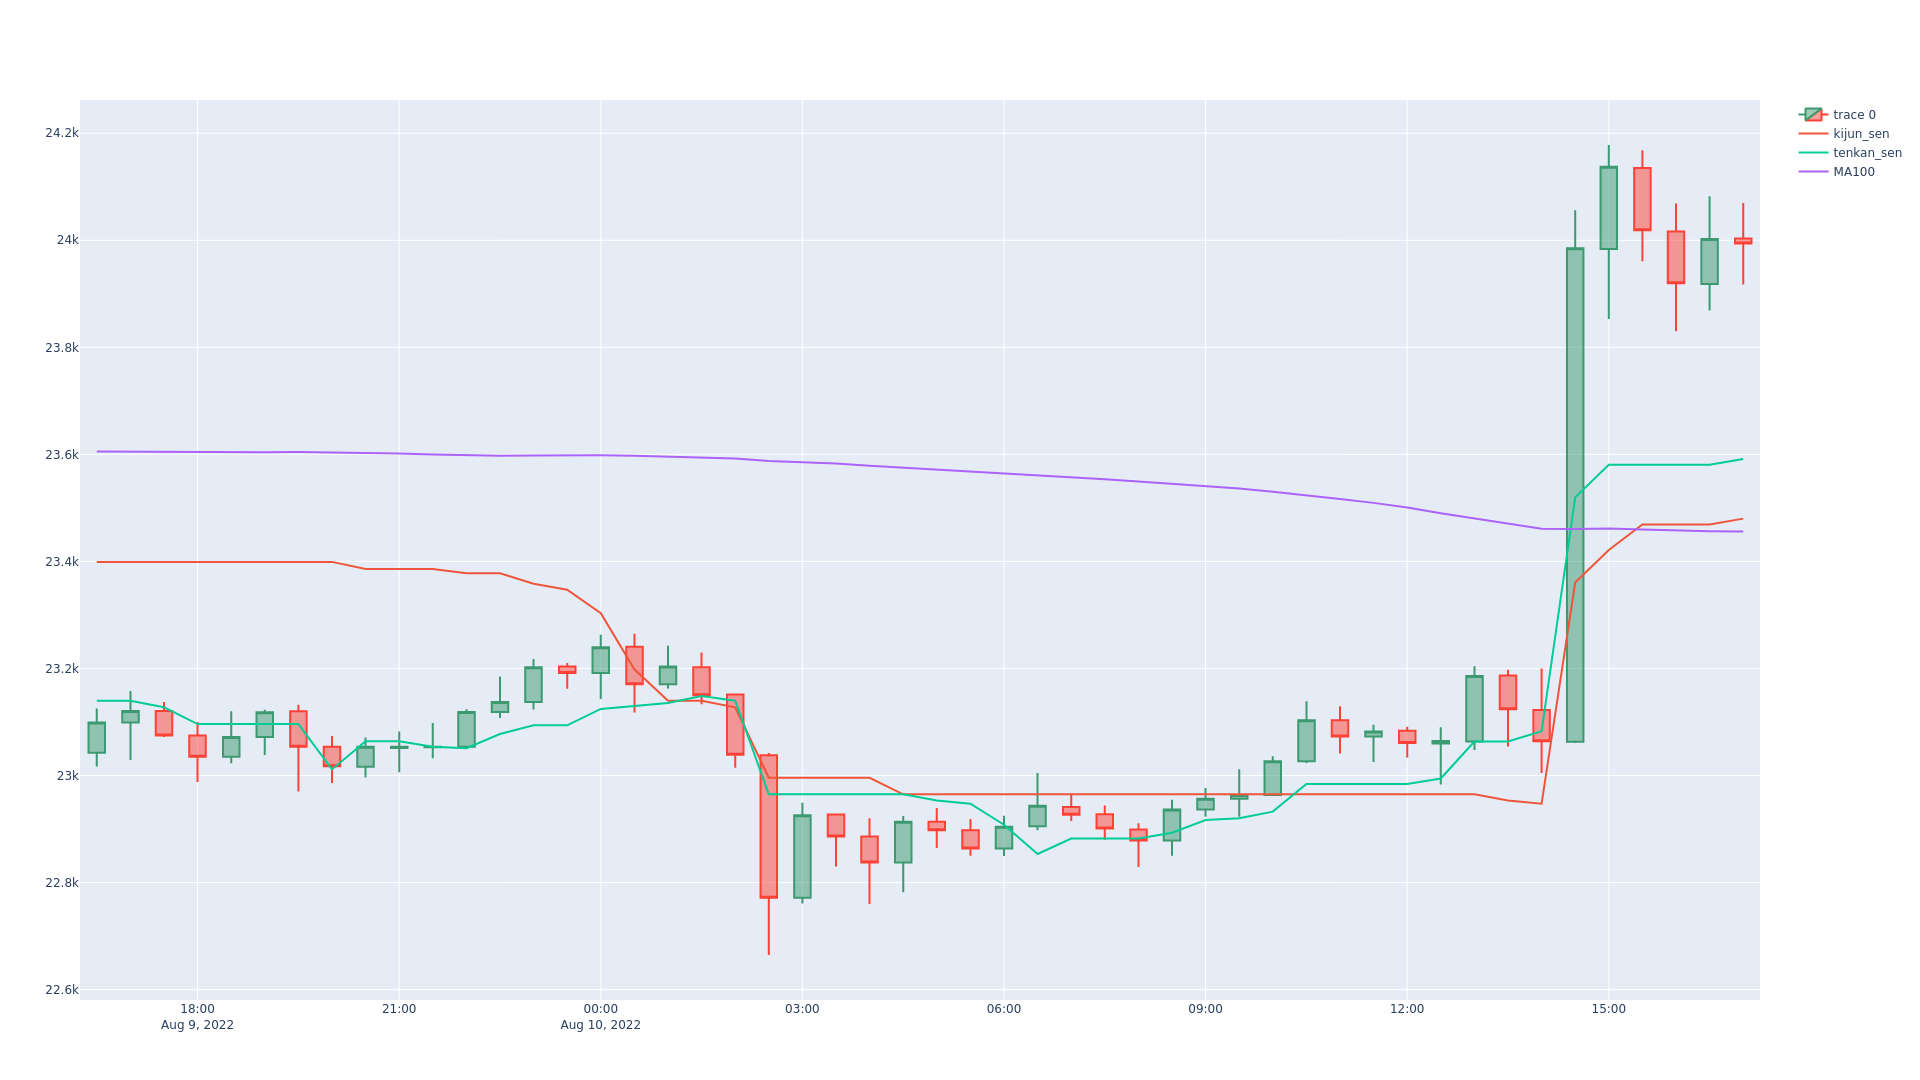 24.2k
24k
23.8k
23.6k
23.4k
23.2k
23k
22.8k
22.6k
18:00 21:00 00:00 03:00 06:00 09:00 12:00 15:00
Aug 9, 2022 Aug 10, 2022
trace 0
kijun_sen
tenkan_sen
MA100